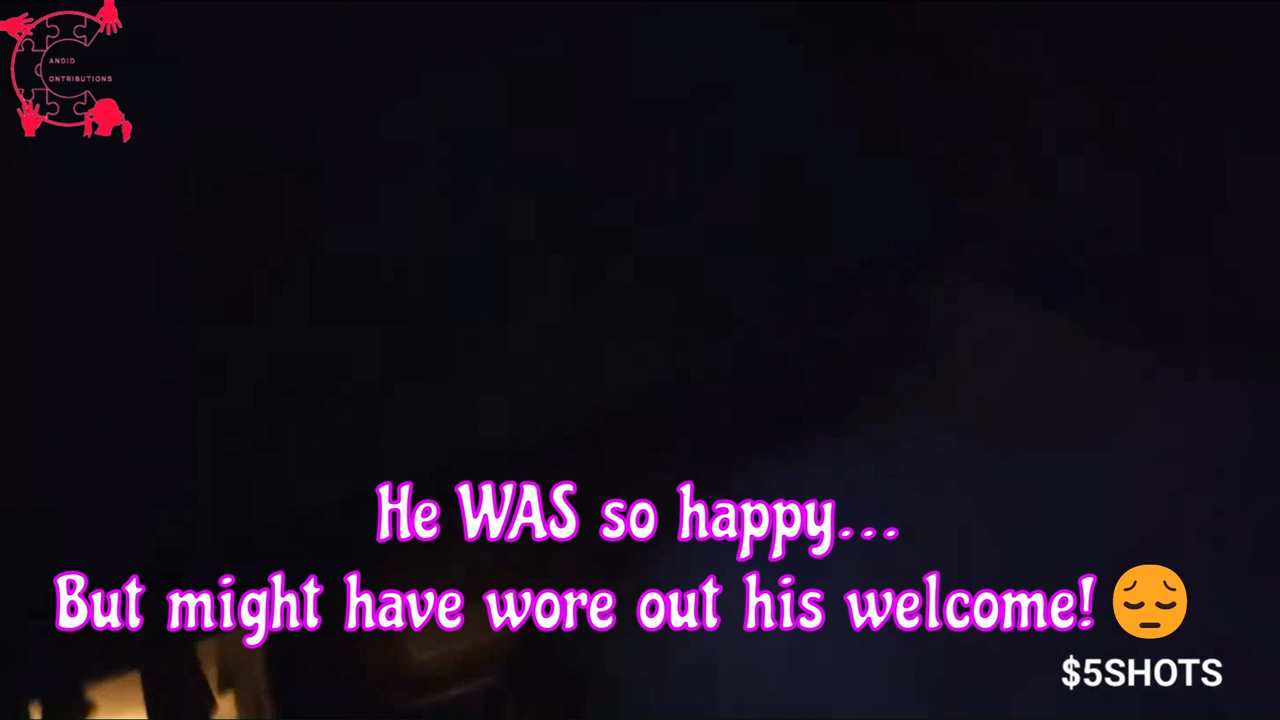 ANDID
ONTRIBUTIONS
He WAS so happy...
But might have wore out his welcome! 😔
$5SHOTS